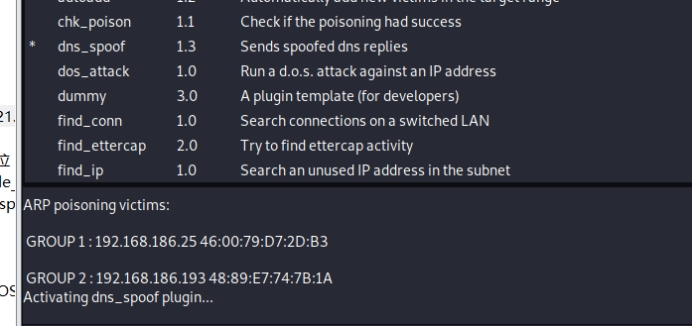 1.2 Automatically add new victims in the target range
chk_poison 1.1 Check if the poisoning had success
* dns_spoof 1.3 Sends spoofed dns replies
dos_attack 1.0 Run a d.o.s. attack against an IP address
dummy 3.0 A plugin template (for developers)
find_conn 1.0 Search connections on a switched LAN
find_ettercap 2.0 Try to find ettercap activity
find_ip 1.0 Search an unused IP address in the subnet
21.
位
le_
sp
OS
ARP poisoning victims:
GROUP 1 : 192.168.186.25 46:00:79:D7:2D:B3
GROUP 2 : 192.168.186.193 48:89:E7:74:7B:1A
Activating dns_spoof plugin...